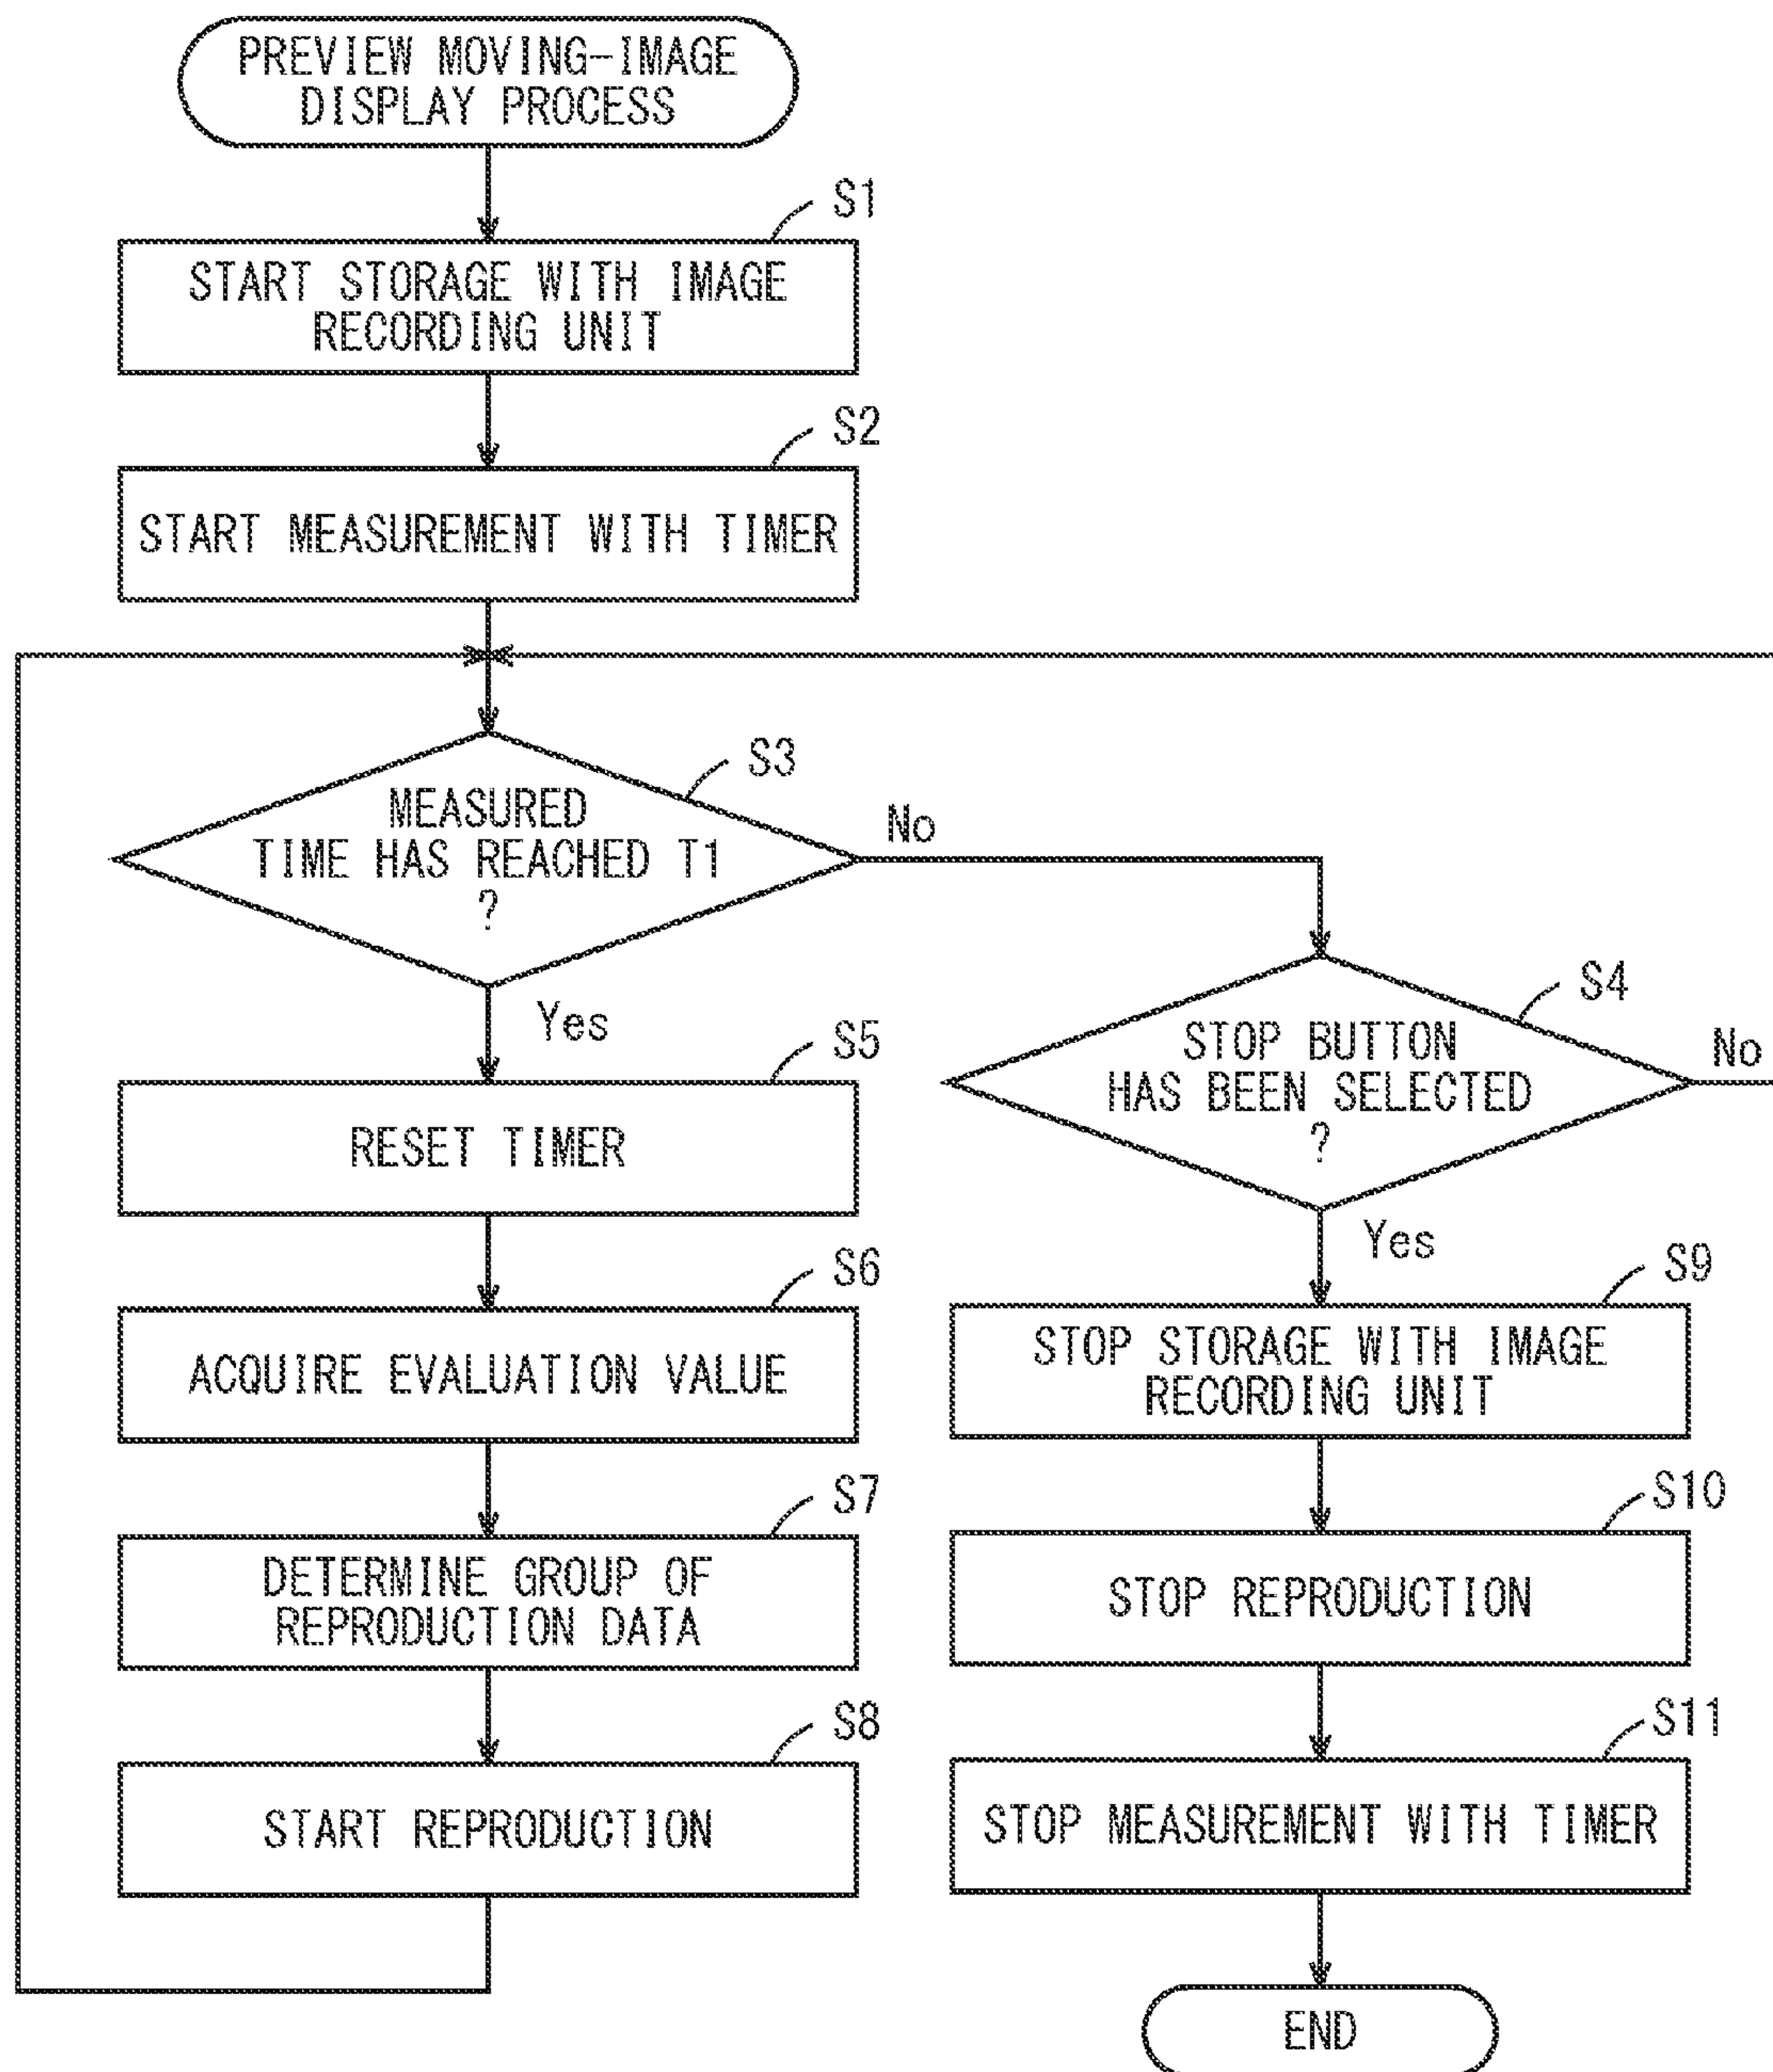 PREVIEW MOVING-IMAGE
DISPLAY PROCESS
S1
START STORAGE WITH IMAGE
RECORDING UNIT
S2
START MEASUREMENT WITH TIMER
S3
MEASURED
TIME HAS REACHED T1
?
No
Yes
S4
STOP BUTTON
HAS BEEN SELECTED
?
No
Yes
S5
RESET TIMER
S6
ACQUIRE EVALUATION VALUE
S7
DETERMINE GROUP OF
REPRODUCTION DATA
S8
START REPRODUCTION
S9
STOP STORAGE WITH IMAGE
RECORDING UNIT
S10
STOP REPRODUCTION
S11
STOP MEASUREMENT WITH TIMER
END